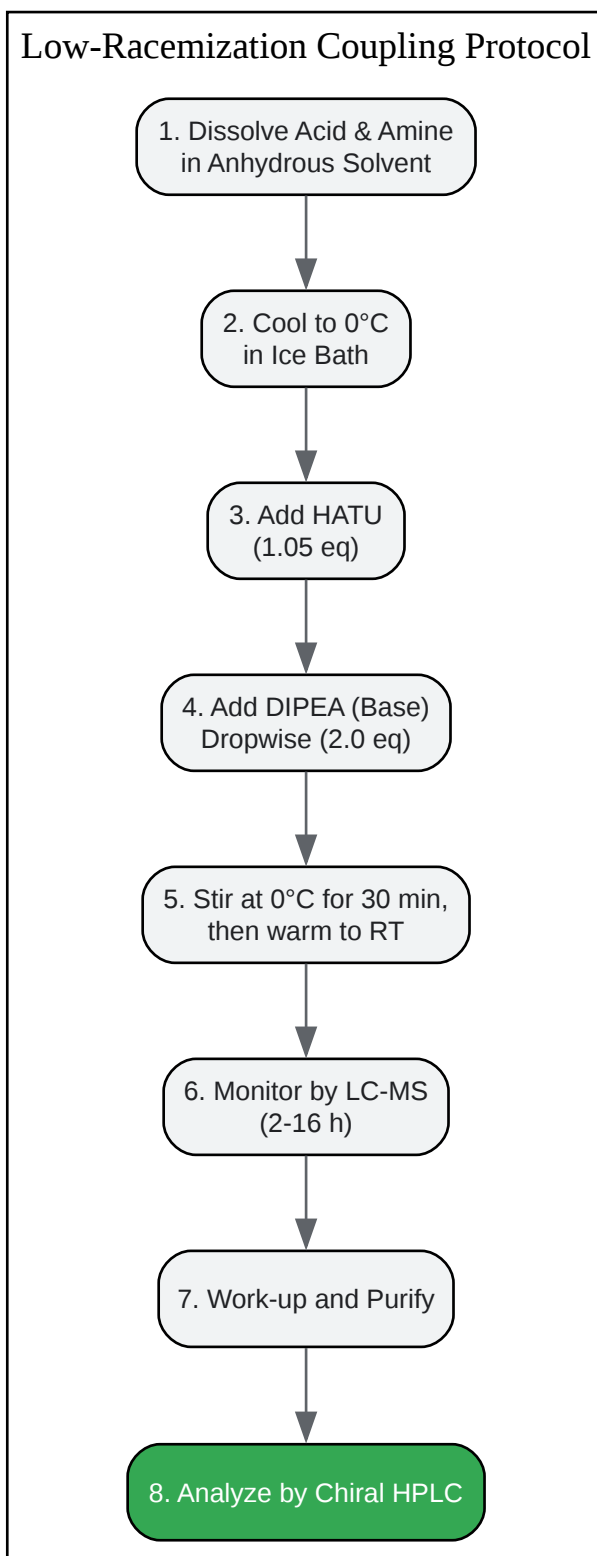 Low-Racemization Coupling Protocol
1. Dissolve Acid & Amine
in Anhydrous Solvent
2. Cool to 0°C
in Ice Bath
3. Add HATU
(1.05 eq)
4. Add DIPEA (Base)
Dropwise (2.0 eq)
5. Stir at 0°C for 30 min,
then warm to RT
6. Monitor by LC-MS
(2-16 h)
7. Work-up and Purify
8. Analyze by Chiral HPLC